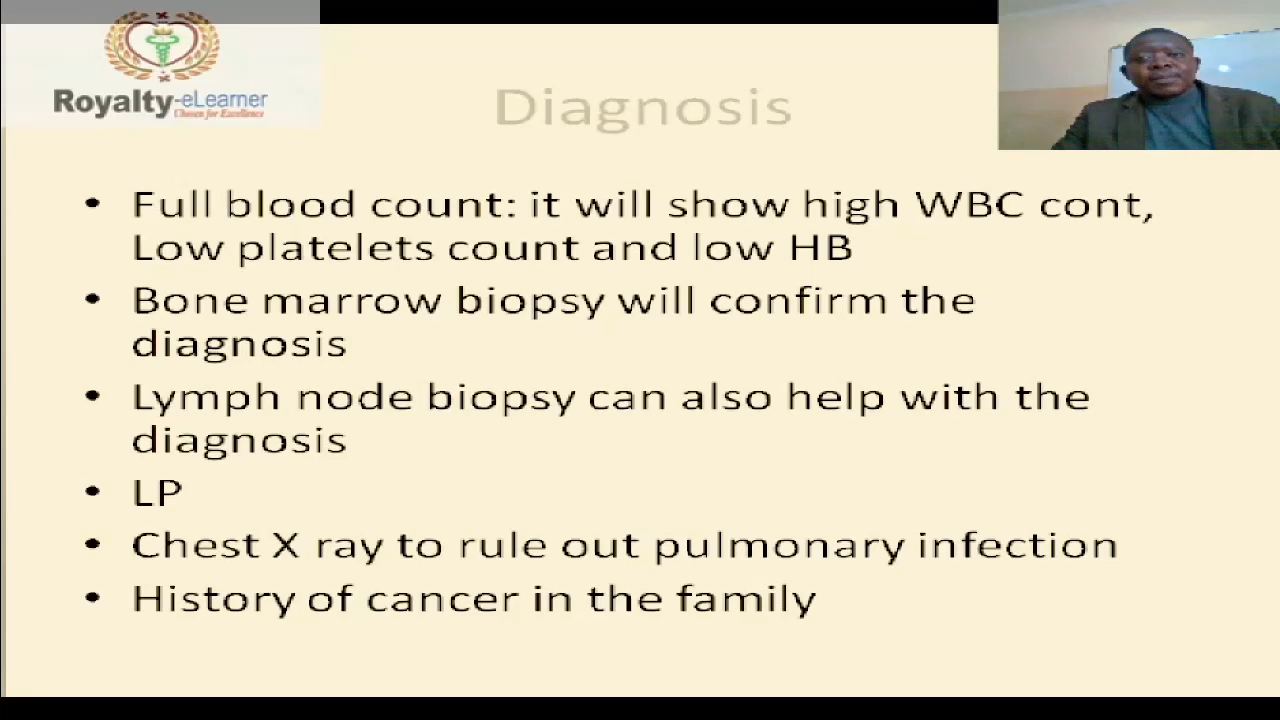 Royalty-eLearner
Chosen for Excellence
Diagnosis
• Full blood count: it will show high WBC cont,
Low platelets count and low HB
• Bone marrow biopsy will confirm the
diagnosis
• Lymph node biopsy can also help with the
diagnosis
• LP
• Chest X ray to rule out pulmonary infection
• History of cancer in the family